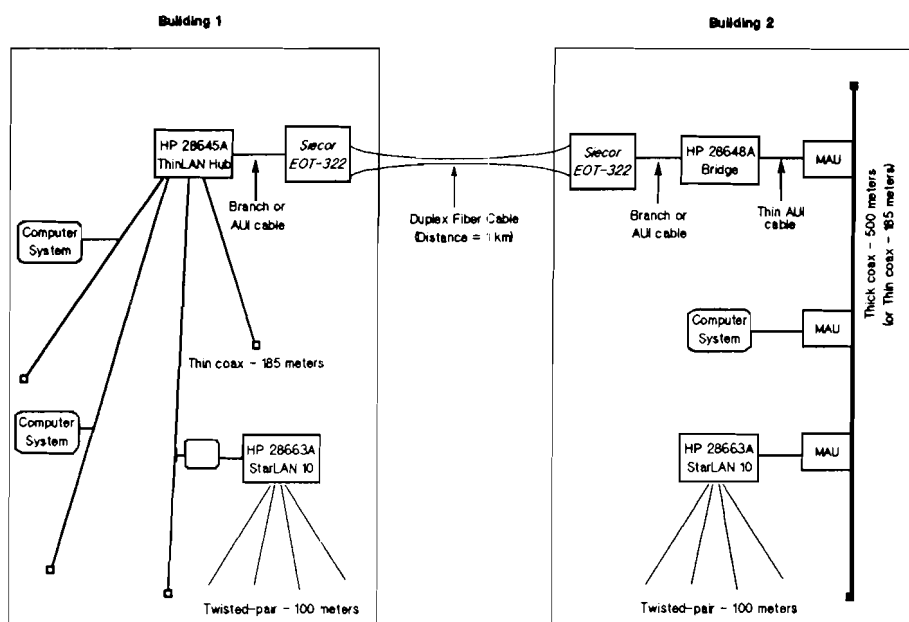 Building 1
Building 2
HP 28645A
ThinLAN Hub
Siecor
EOT-322
Siecor
EOT-322
HP 28648A
Bridge
MAU
Branch or
AUI cable
Duplex Fiber Cable
(Distance = 1 km)
Branch or
AUI cable
Thin AUI
cable
Computer
System
Thick coax - 500 meters
(or Thin coax - 185 meters)
Computer
System
MAU
Thin coax - 185 meters
Computer
System
HP 28663A
StarLAN 10
HP 28663A
StarLAN 10
MAU
Twisted-pair - 100 meters
Twisted-pair - 100 meters